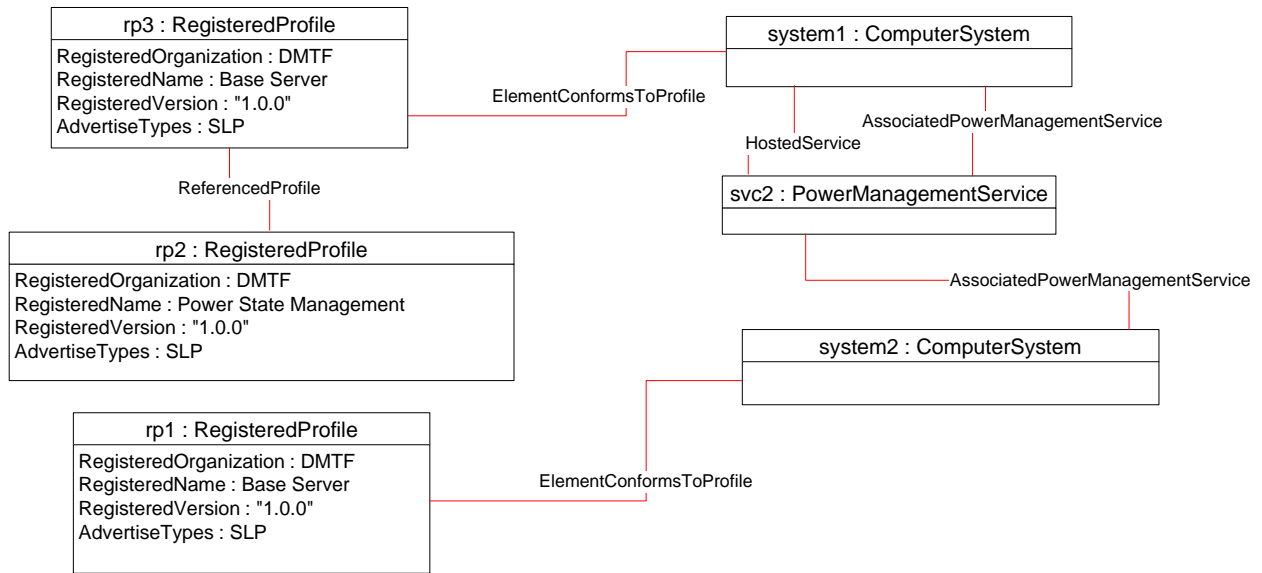 rp3 : RegisteredProfile
RegisteredOrganization : DMTF
RegisteredName : Base Server
RegisteredVersion : "1.0.0"
AdvertiseTypes : SLP
ElementConformsToProfile
system1 : ComputerSystem
HostedService
AssociatedPowerManagementService
svc2 : PowerManagementService
ReferencedProfile
rp2 : RegisteredProfile
RegisteredOrganization : DMTF
RegisteredName : Power State Management
RegisteredVersion : "1.0.0"
AdvertiseTypes : SLP
AssociatedPowerManagementService
system2 : ComputerSystem
rp1 : RegisteredProfile
RegisteredOrganization : DMTF
RegisteredName : Base Server
RegisteredVersion : "1.0.0"
AdvertiseTypes : SLP
ElementConformsToProfile